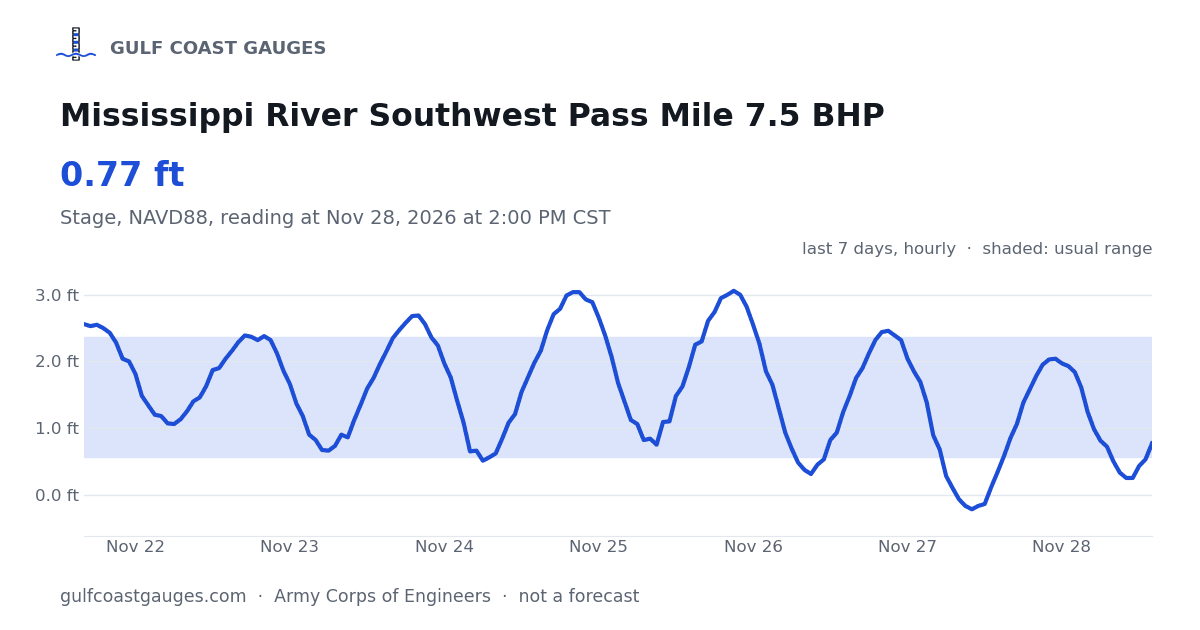 GULF COAST GAUGES
Mississippi River Southwest Pass Mile 7.5 BHP
0.77 ft
Stage, NAVD88, reading at Nov 28, 2026 at 2:00 PM CST
last 7 days, hourly · shaded: usual range
3.0 ft
2.0 ft
1.0 ft
0.0 ft
Nov 22 Nov 23 Nov 24 Nov 25 Nov 26 Nov 27 Nov 28
gulfcoastgauges.com · Army Corps of Engineers · not a forecast